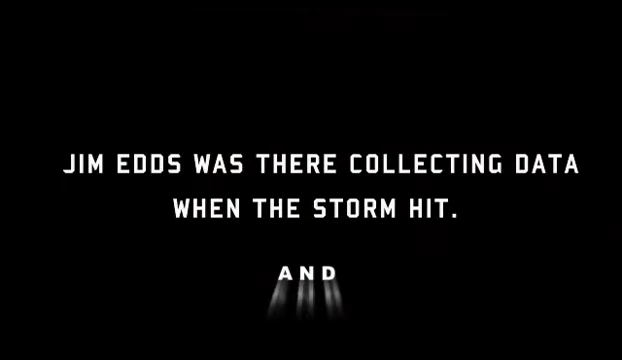 JIM EDDS WAS THERE COLLECTING DATA
WHEN THE STORM HIT.
AND